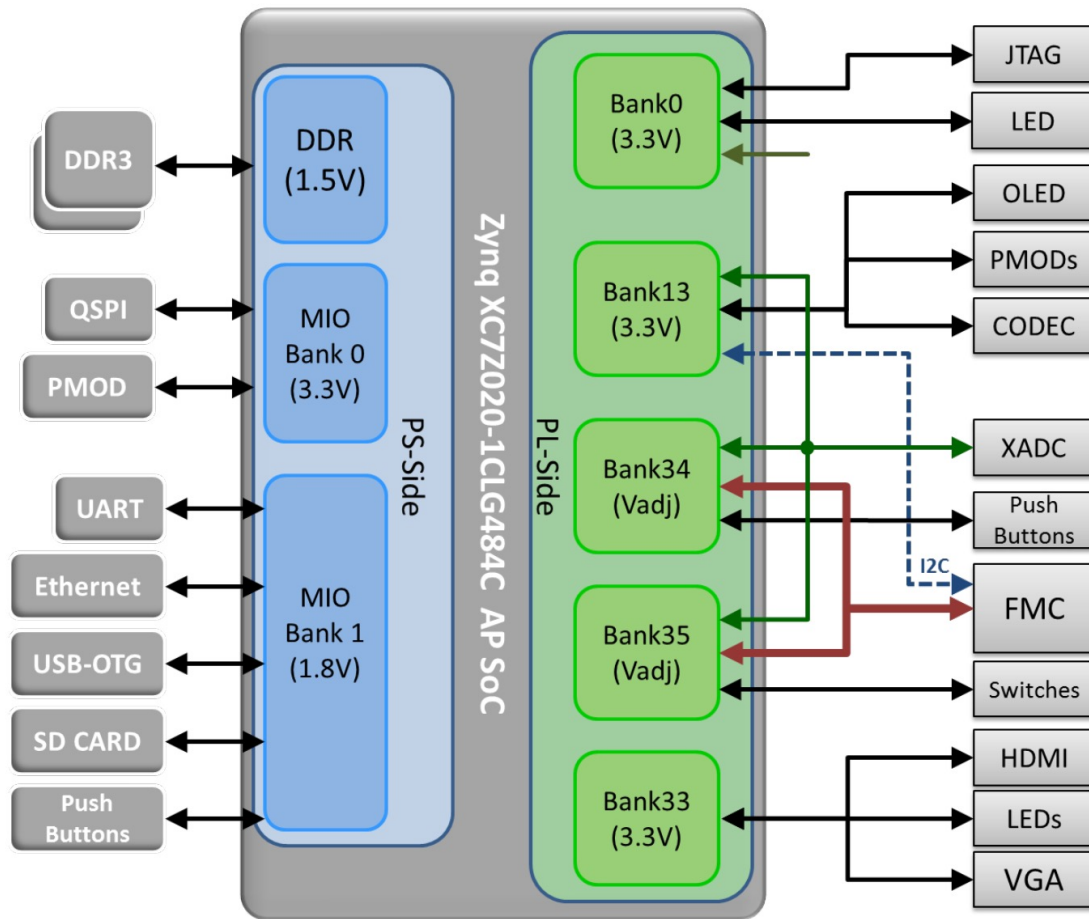 DDR3
QSPI
PMOD
UART
Ethernet
USB-OTG
SD CARD
Push
Buttons
DDR
(1.5V)
MIO
Bank 0
(3.3V)
MIO
Bank 1
(1.8V)
PS-Side
Zynq XC7Z020-1CLG484C AP SoC
PL-Side
Bank0
(3.3V)
Bank13
(3.3V)
Bank34
(Vadj)
Bank35
(Vadj)
Bank33
(3.3V)
I2C
JTAG
LED
OLED
PMODs
CODEC
XADC
Push
Buttons
FMC
Switches
HDMI
LEDs
VGA